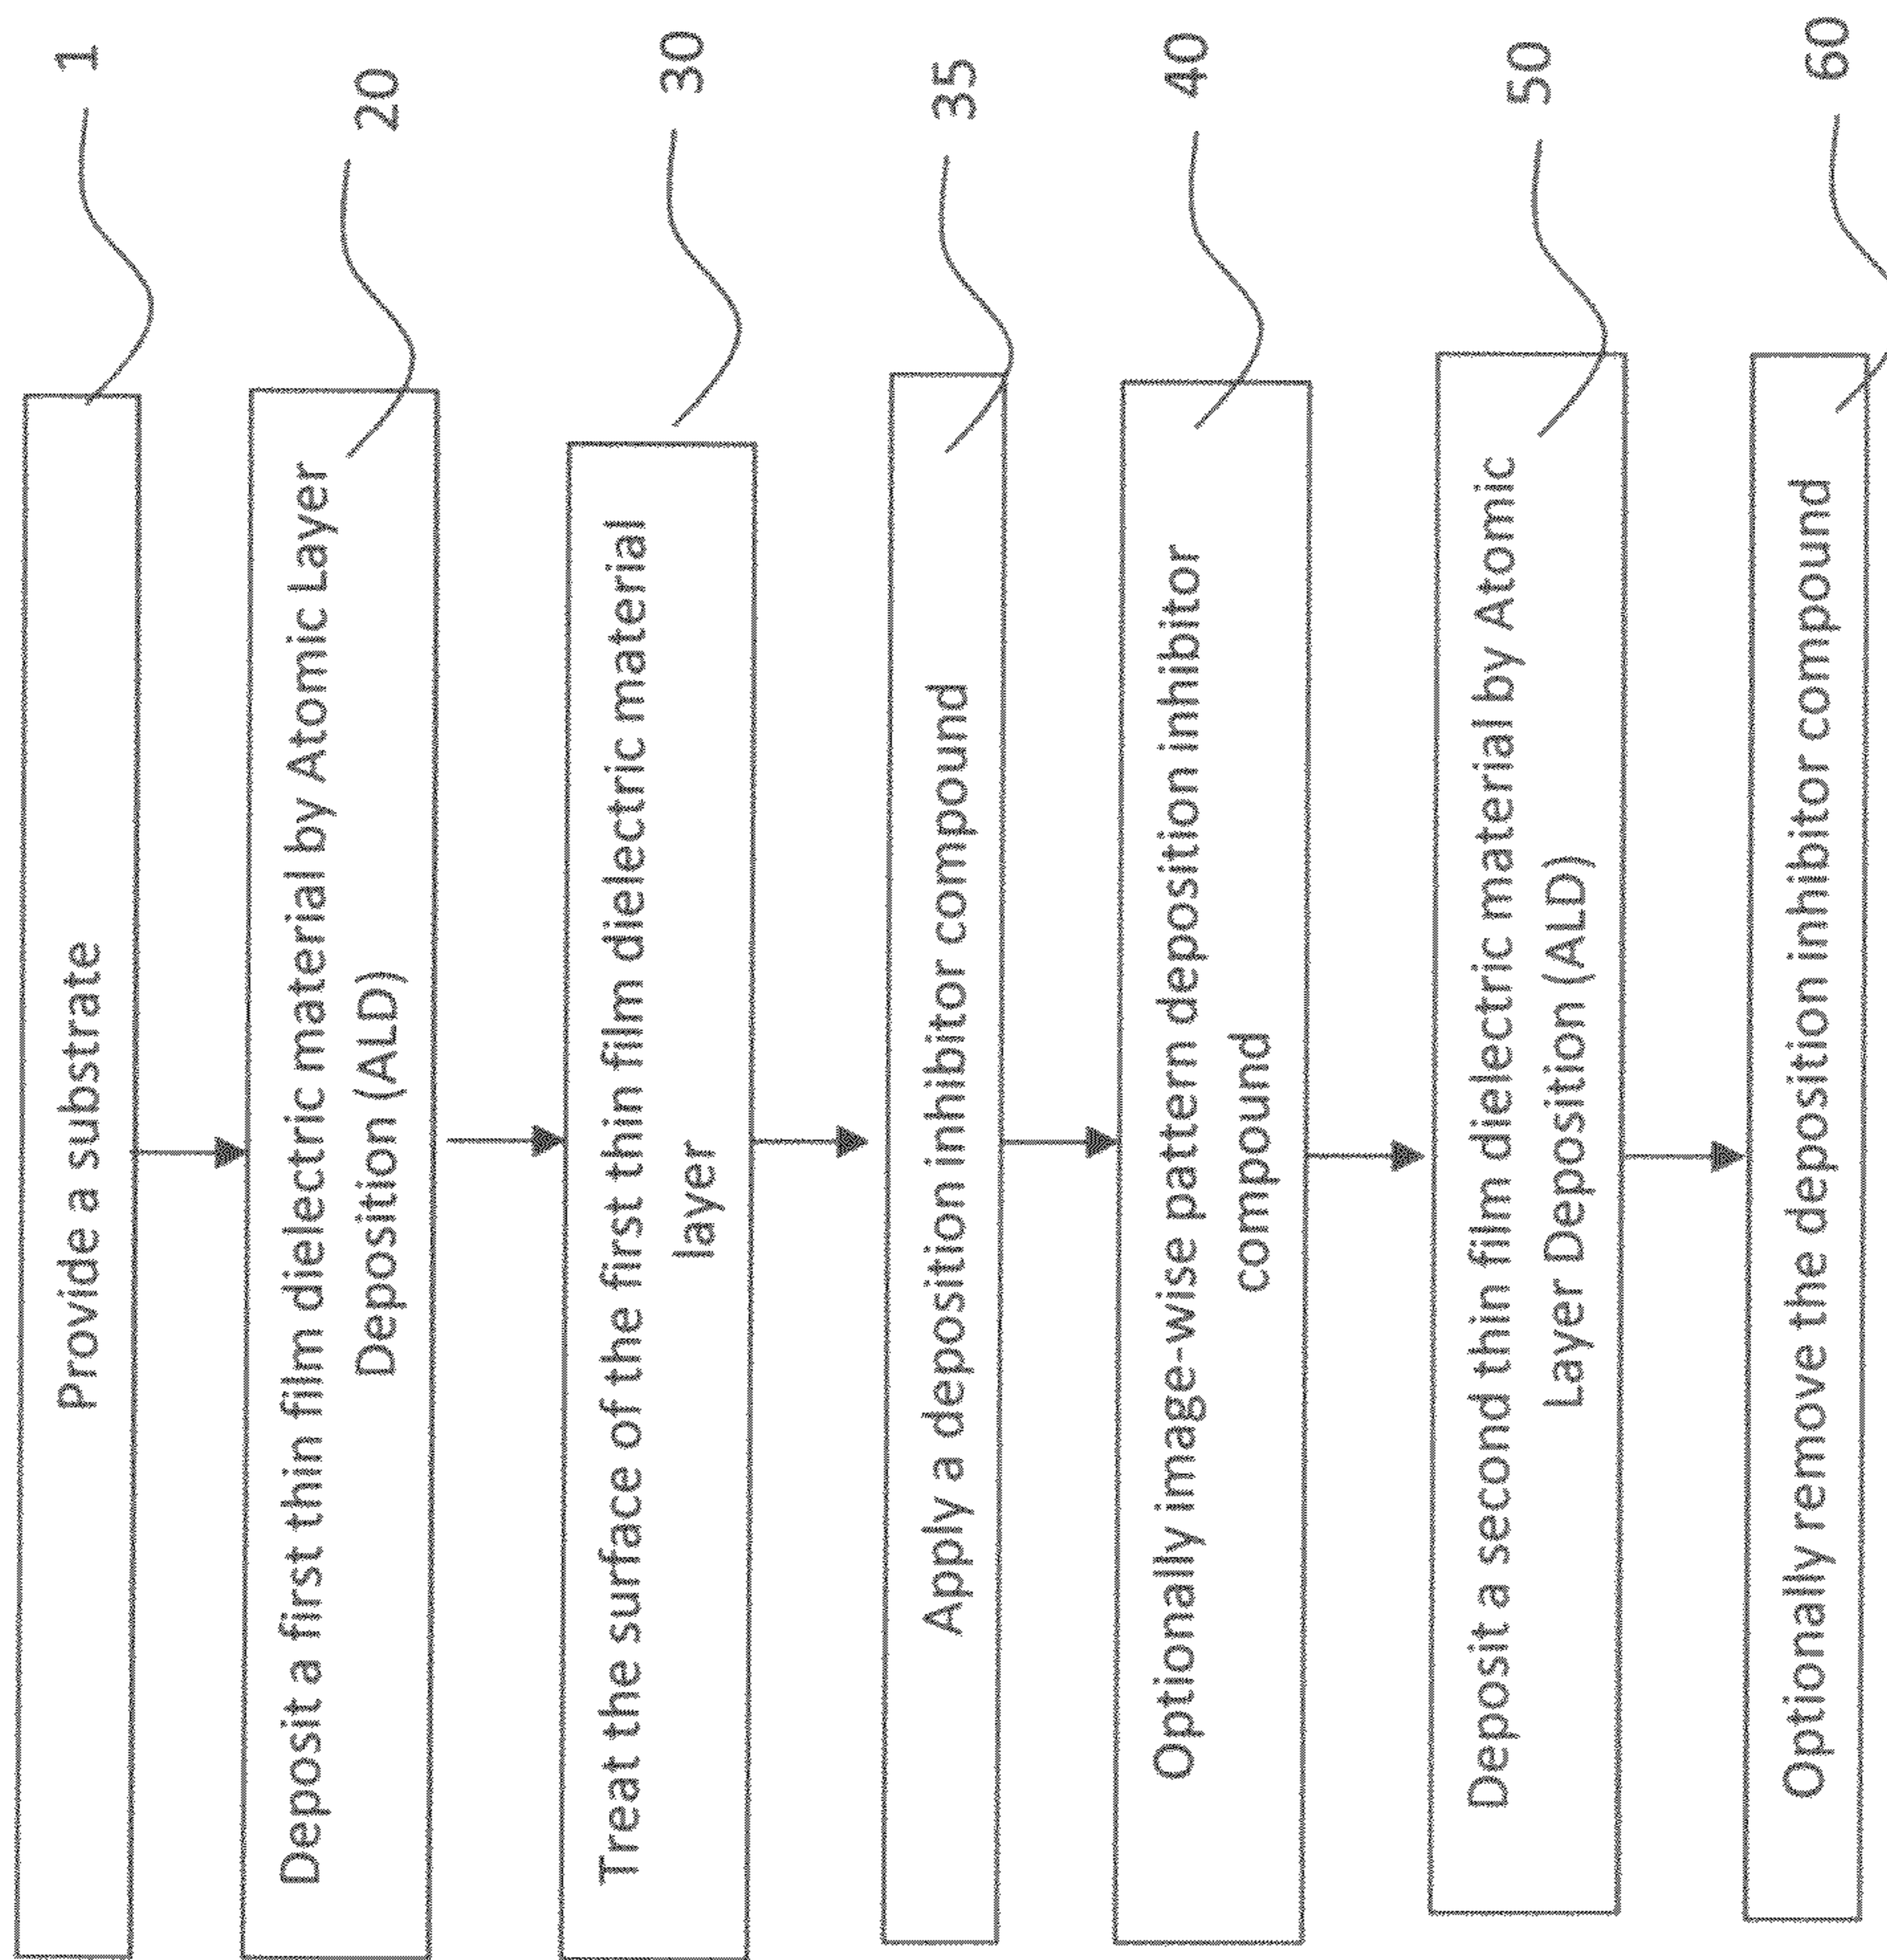 Provide a substrate
1
Deposit a first thin film dielectric material by Atomic Layer
Deposition (ALD)
20
Treat the surface of the first thin film dielectric material
layer
30
Apply a deposition inhibitor compound
35
Optionally image-wise pattern deposition inhibitor
compound
40
Deposit a second thin film dielectric material by Atomic
Layer Deposition (ALD)
50
Optionally remove the deposition inhibitor compound
60